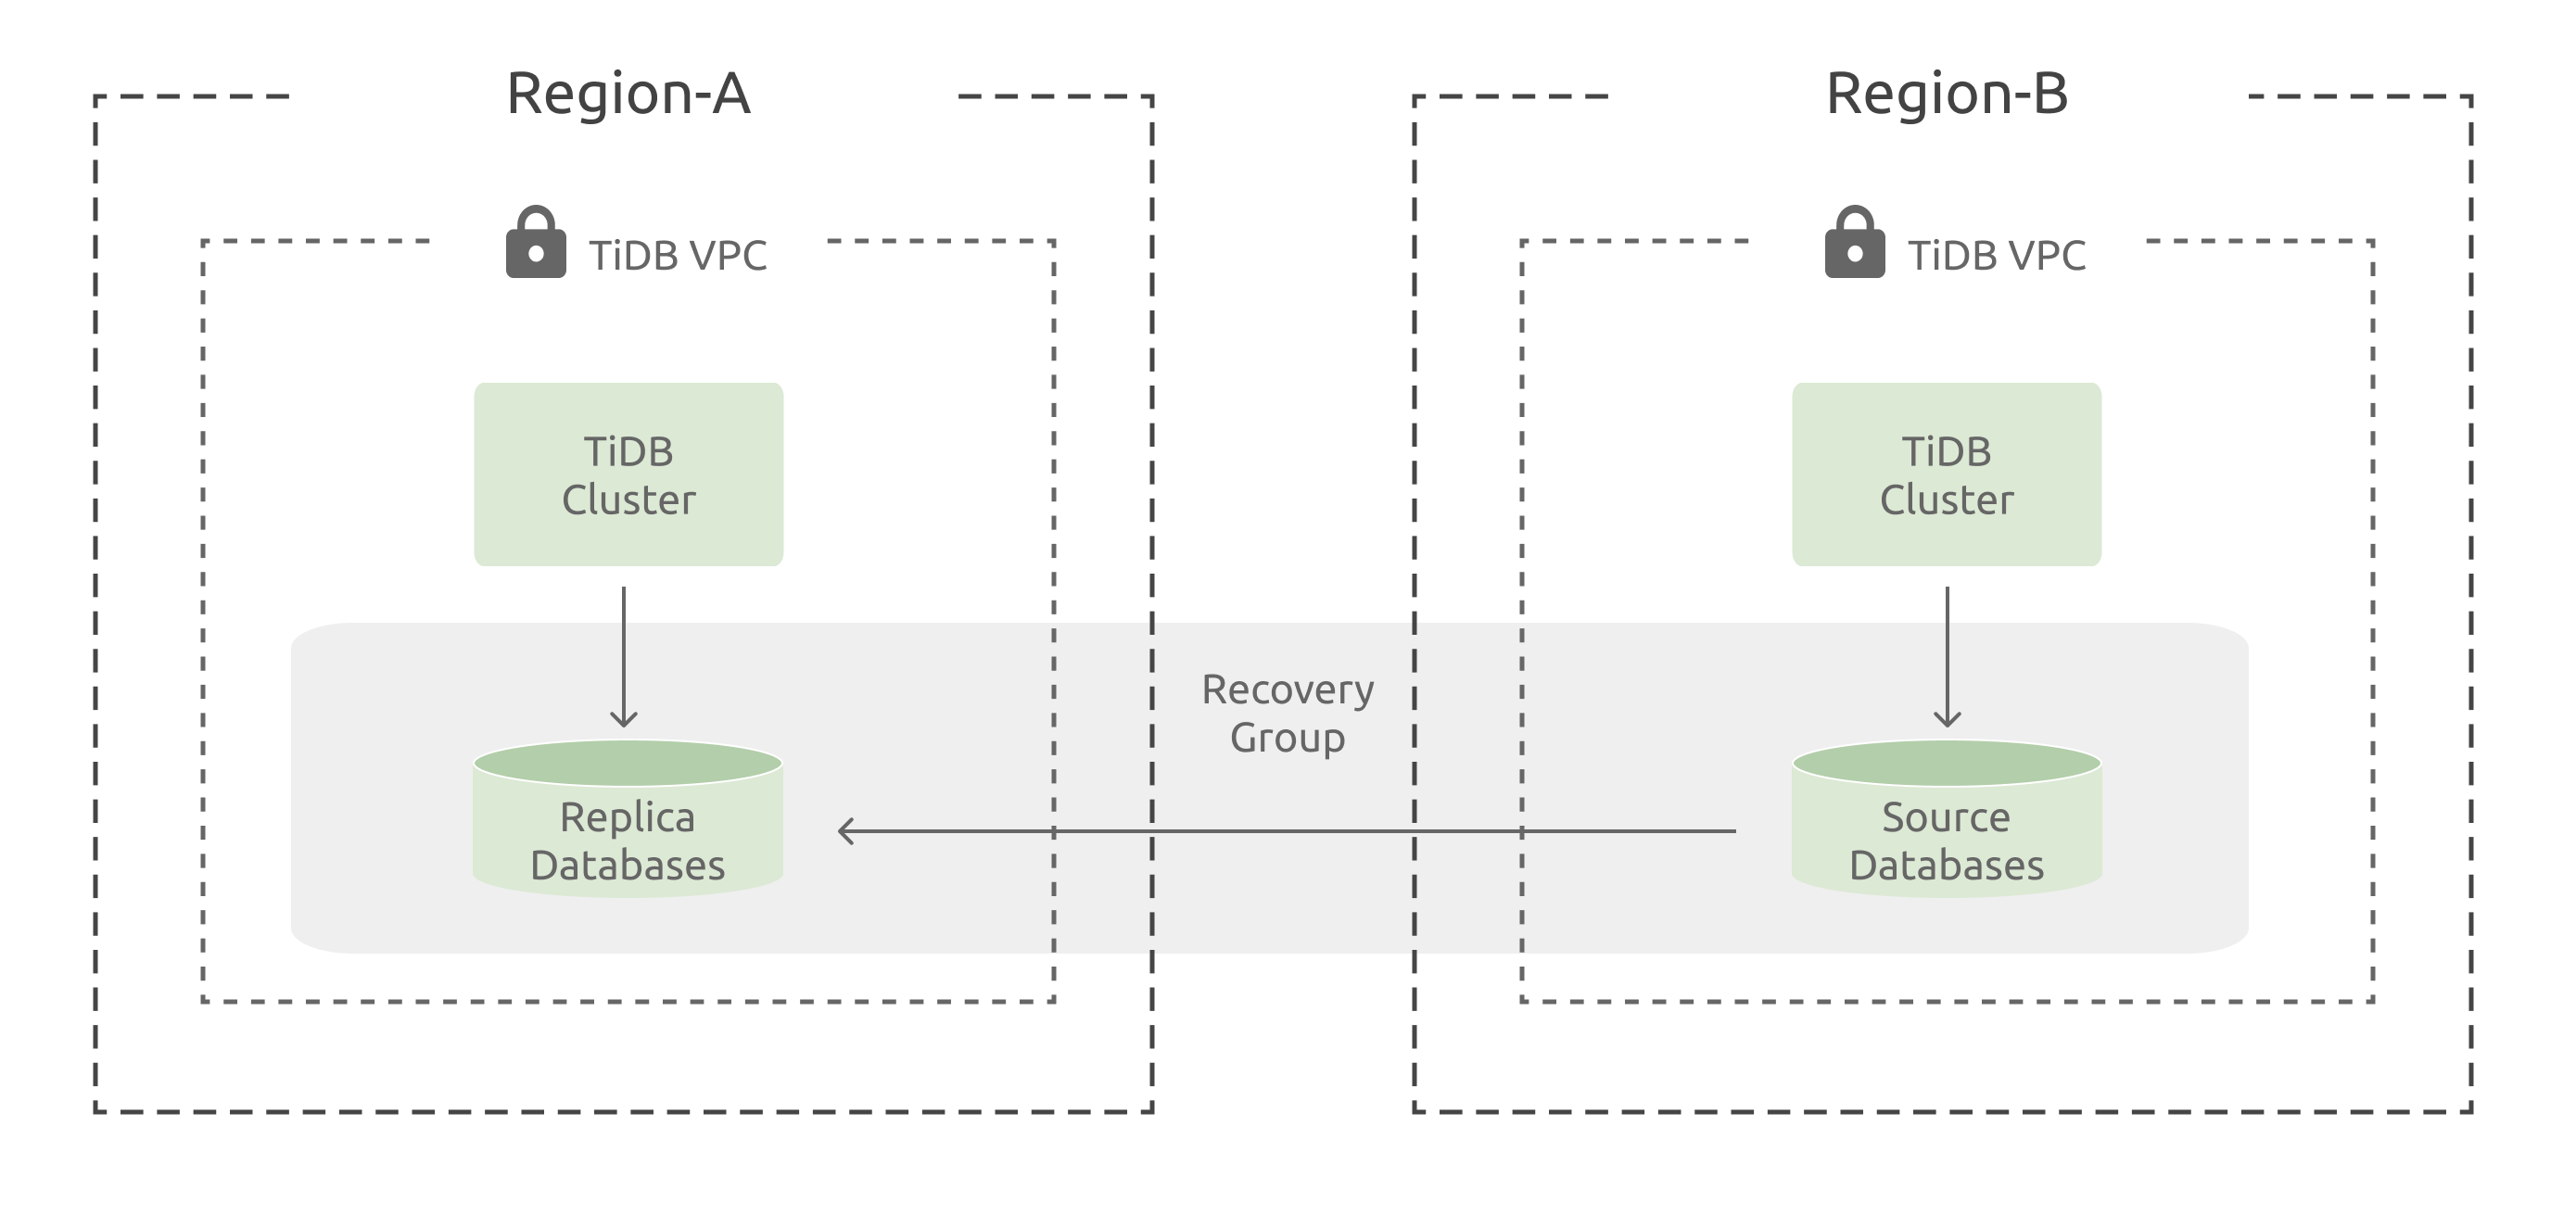 Region-A
Region-B
TiDB VPC
TiDB VPC
TiDB
Cluster
TiDB
Cluster
Recovery
Group
Replica
Databases
Source
Databases